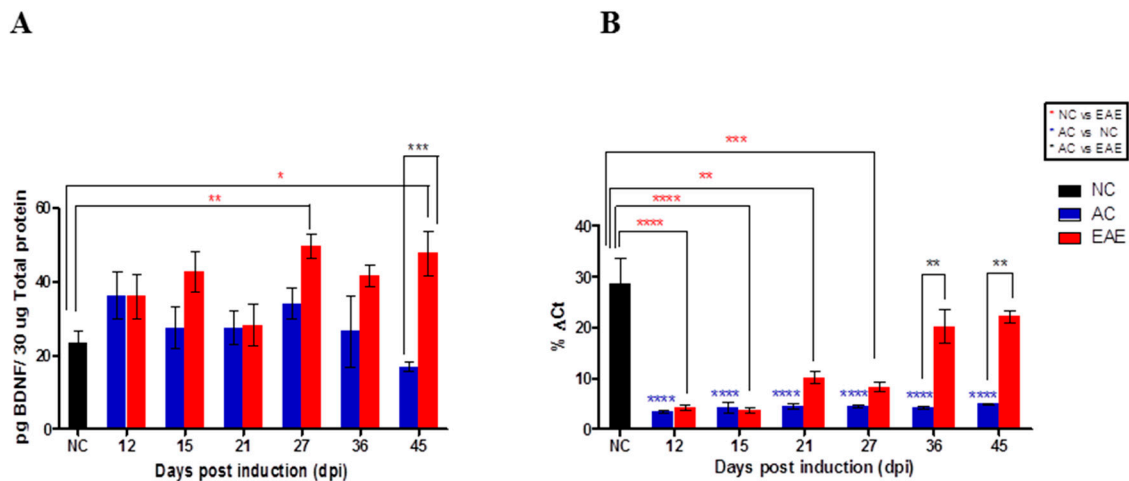 A
B
* NC vs EAE
* AC vs NC
* AC vs EAE
NC
AC
EAE
pg BDNF/ 30 ug Total protein
60
40
20
0
*
**
***
NC
12
15
21
27
36
45
Days post induction (dpi)
% ΔCt
40
30
20
10
0
***
**
****
****
**
**
****
****
****
****
****
****
NC
12
15
21
27
36
45
Days post induction (dpi)